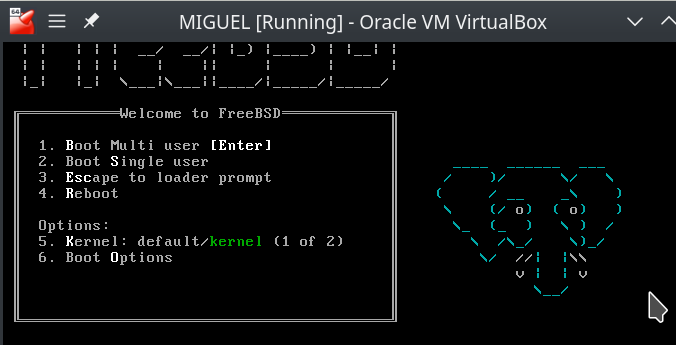 MIGUEL [Running] - Oracle VM VirtualBox
Welcome to FreeBSD
1. Boot Multi user [Enter]
2. Boot Single user
3. Escape to loader prompt
4. Reboot
Options:
5. Kernel: default/kernel (1 of 2)
6. Boot Options